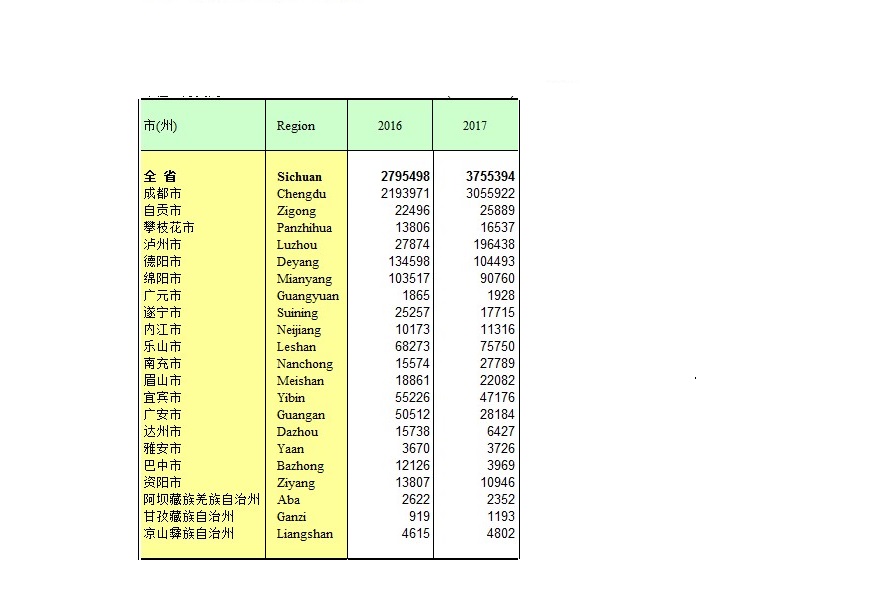 市(州) Region 2016 2017
全 省 Sichuan 2795498 3755394
成都市 Chengdu 2193971 3055922
自贡市 Zigong 22496 25889
攀枝花市 Panzhihua 13806 16537
泸州市 Luzhou 27874 196438
德阳市 Deyang 134598 104493
绵阳市 Mianyang 103517 90760
广元市 Guangyuan 1865 1928
遂宁市 Suining 25257 17715
内江市 Neijiang 10173 11316
乐山市 Leshan 68273 75750
南充市 Nanchong 15574 27789
眉山市 Meishan 18861 22082
宜宾市 Yibin 55226 47176
广安市 Guangan 50512 28184
达州市 Dazhou 15738 6427
雅安市 Yaan 3670 3726
巴中市 Bazhong 12126 3969
资阳市 Ziyang 13807 10946
阿坝藏族羌族自治州 Aba 2622 2352
甘孜藏族自治州 Ganzi 919 1193
凉山彝族自治州 Liangshan 4615 4802